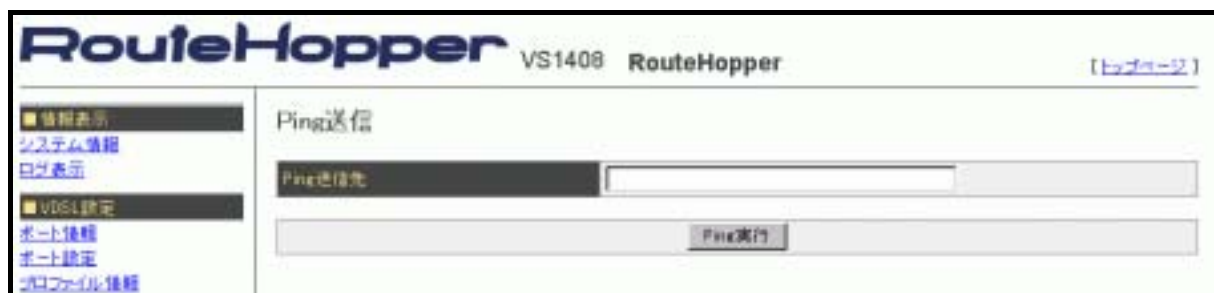 RouteHopper VS1408 RouteHopper [トップページ]
■情報表示
システム情報
ログ表示
■VDSL設定
ポート情報
ポート設定
プロファイル情報
Ping送信
Ping送信先
Ping実行